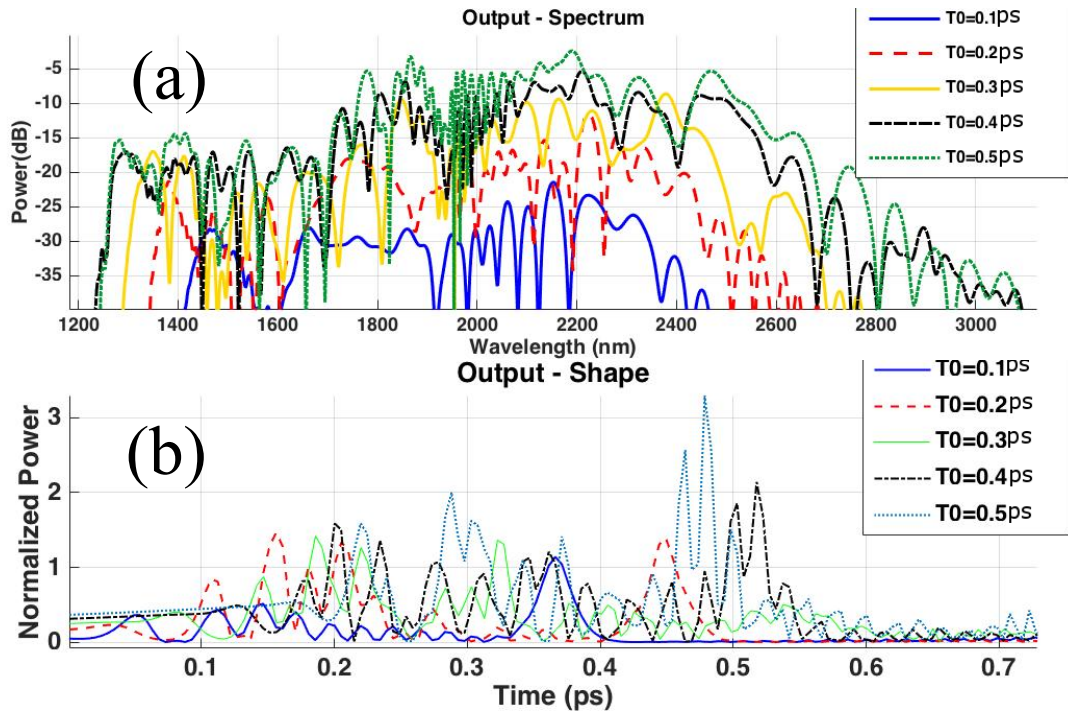 Output - Spectrum
(a)
T0=0.1ps
T0=0.2ps
T0=0.3ps
T0=0.4ps
T0=0.5ps
Power(dB)
-5
-10
-15
-20
-25
-30
-35
1200 1400 1600 1800 2000 2200 2400 2600 2800 3000
Wavelength (nm)
Output - Shape
(b)
T0=0.1ps
T0=0.2ps
T0=0.3ps
T0=0.4ps
T0=0.5ps
Normalized Power
3
2
1
0
0.1 0.2 0.3 0.4 0.5 0.6 0.7
Time (ps)